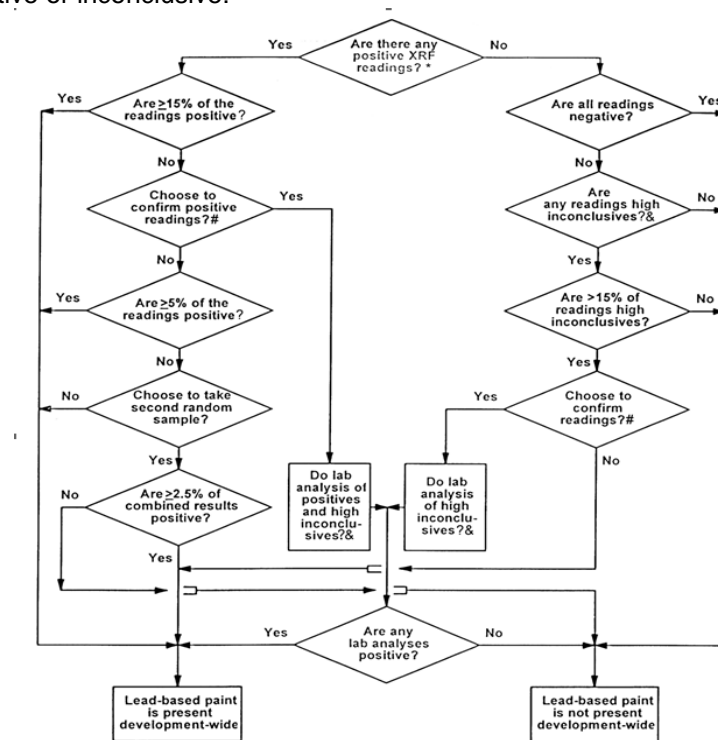 Are there any
positive XRF
readings? *
Yes
No
Are ≥15% of the
readings positive?
Yes
No
Are all readings
negative?
Yes
No
Choose to
confirm positive
readings?#
Yes
No
Are
any readings high
inconclusives?&
No
Yes
Are ≥5% of the
readings positive?
Yes
No
Are >15% of
readings high
inconclusives?
No
Yes
Choose to take
second random
sample?
No
Yes
Choose to
confirm
readings?#
Yes
No
Are ≥2.5% of
combined results
positive?
No
Yes
Do lab
analysis of
positives
and high
inconclu-
sives?&
Do lab
analysis
of high
inconclu-
sives?&
Are any
lab analyses
positive?
Yes
No
Lead-based paint
is present
development-wide
Lead-based paint
is not present
development-wide